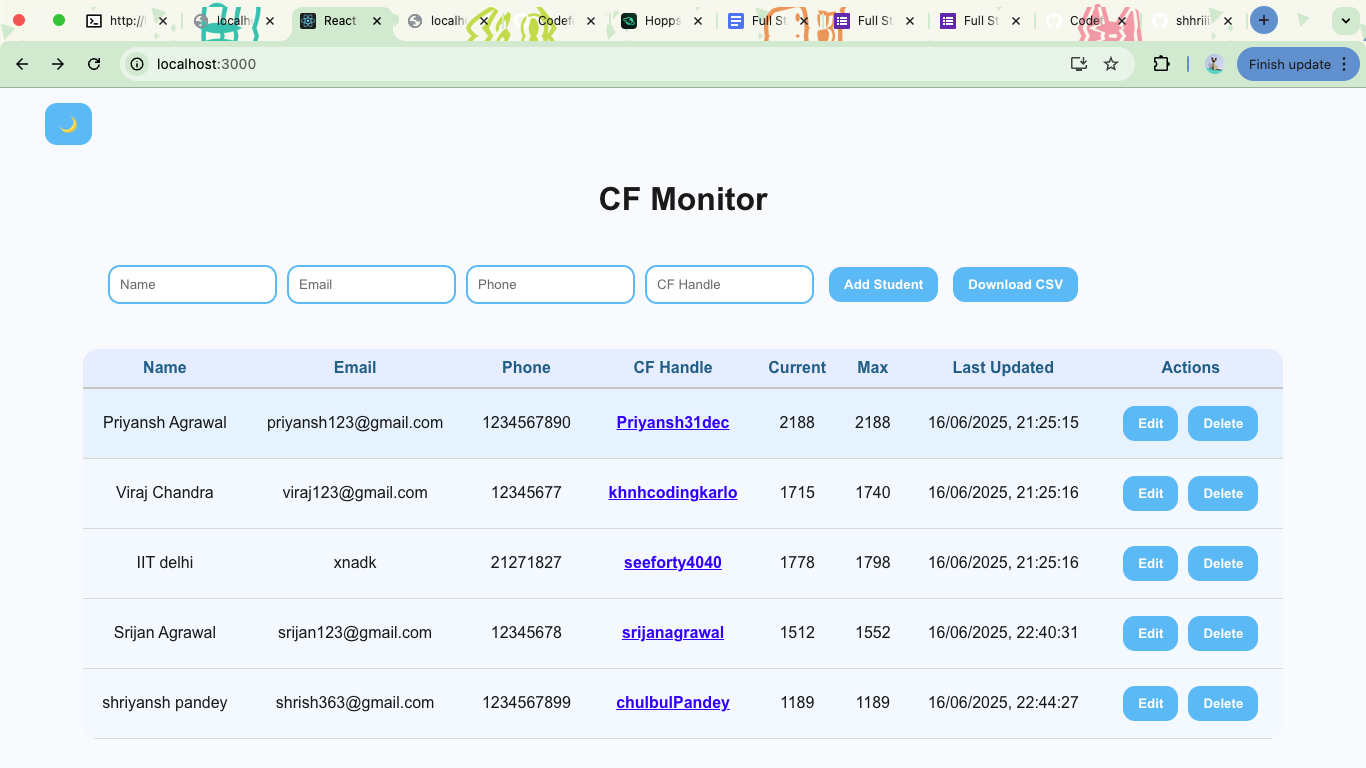 http://
localh
React
localh
Codef
Hopps
Full St
Full St
Full St
Codef
shhriii
localhost:3000
Finish update
CF Monitor
Name Email Phone CF Handle Add Student Download CSV
Name Email Phone CF Handle Current Max Last Updated Actions
Priyansh Agrawal priyansh123@gmail.com 1234567890 Priyansh31dec 2188 2188 16/06/2025, 21:25:15 Edit Delete
Viraj Chandra viraj123@gmail.com 12345677 khnhcodingkarlo 1715 1740 16/06/2025, 21:25:16 Edit Delete
IIT delhi xnadk 21271827 seeforty4040 1778 1798 16/06/2025, 21:25:16 Edit Delete
Srijan Agrawal srijan123@gmail.com 12345678 srijanagrawal 1512 1552 16/06/2025, 22:40:31 Edit Delete
shriyansh pandey shrish363@gmail.com 1234567899 chulbulPandey 1189 1189 16/06/2025, 22:44:27 Edit Delete